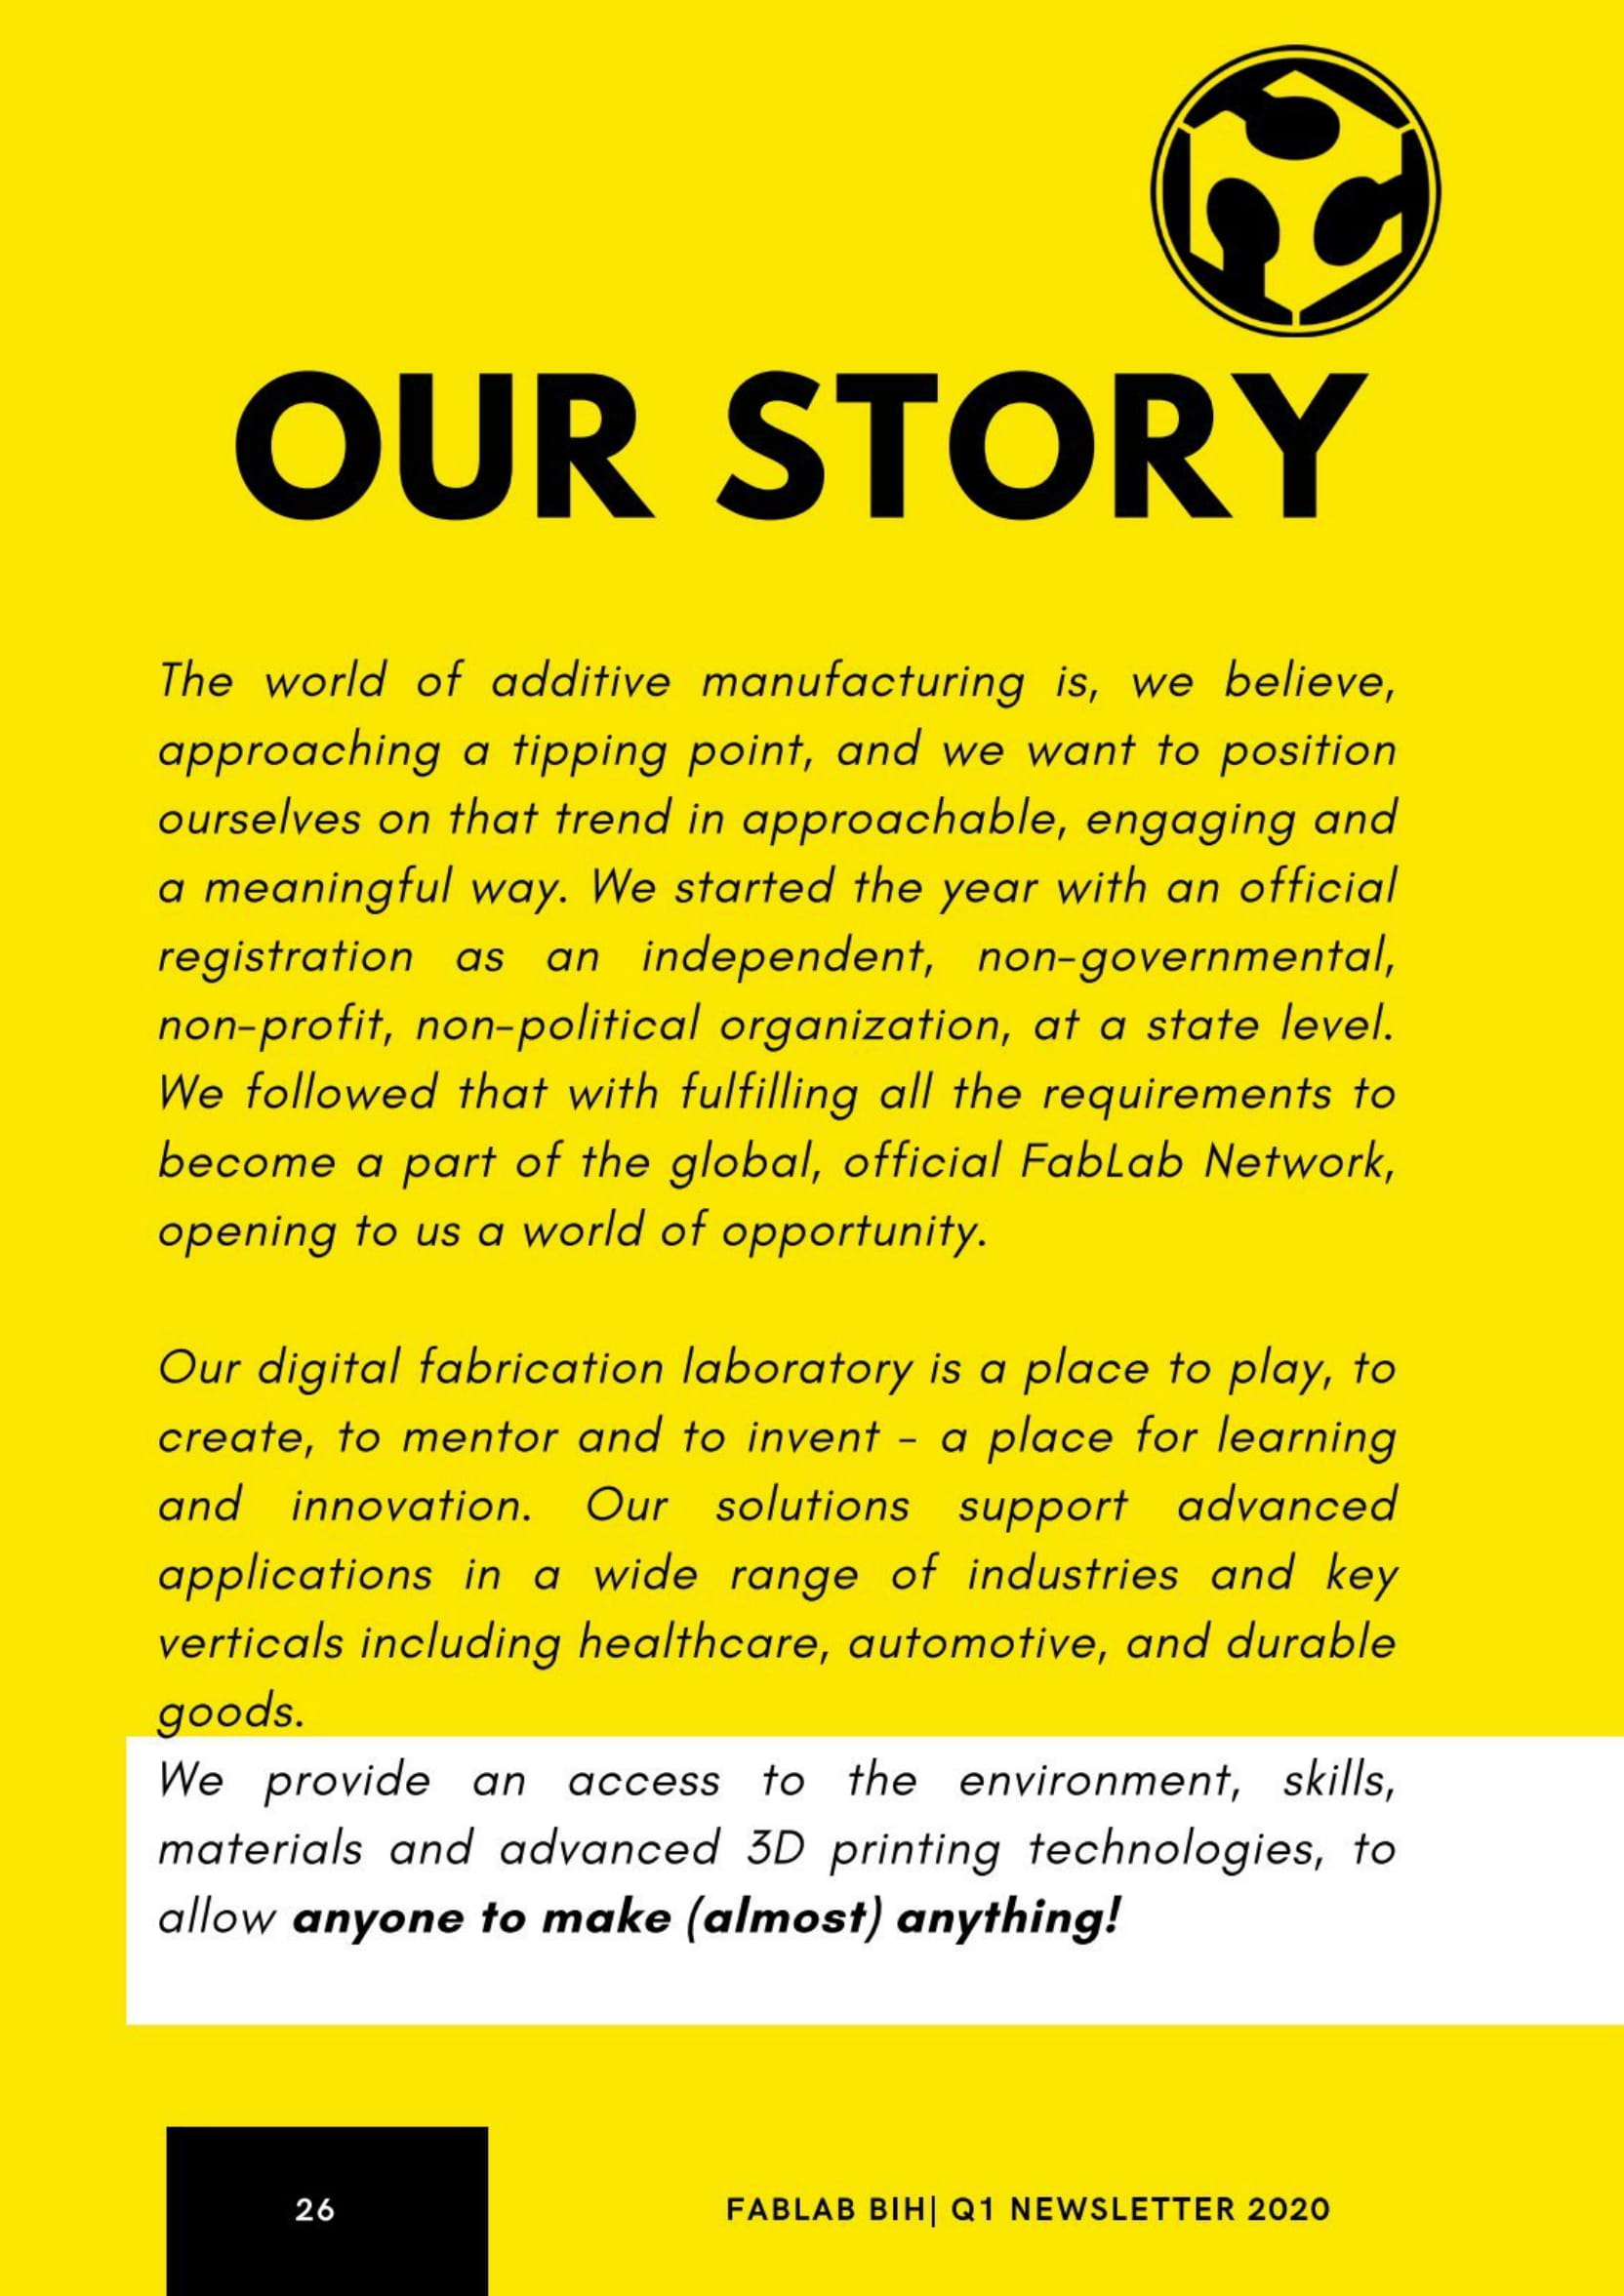 OUR STORY
The world of additive manufacturing is, we believe,
approaching a tipping point, and we want to position
ourselves on that trend in approachable, engaging and
a meaningful way. We started the year with an official
registration as an independent, non-governmental,
non-profit, non-political organization, at a state level.
We followed that with fulfilling all the requirements to
become a part of the global, official FabLab Network,
opening to us a world of opportunity.
Our digital fabrication laboratory is a place to play, to
create, to mentor and to invent - a place for learning
and innovation. Our solutions support advanced
applications in a wide range of industries and key
verticals including healthcare, automotive, and durable
goods.
We provide an access to the environment, skills,
materials and advanced 3D printing technologies, to
allow anyone to make (almost) anything!
26
FABLAB BIH| Q1 NEWSLETTER 2020